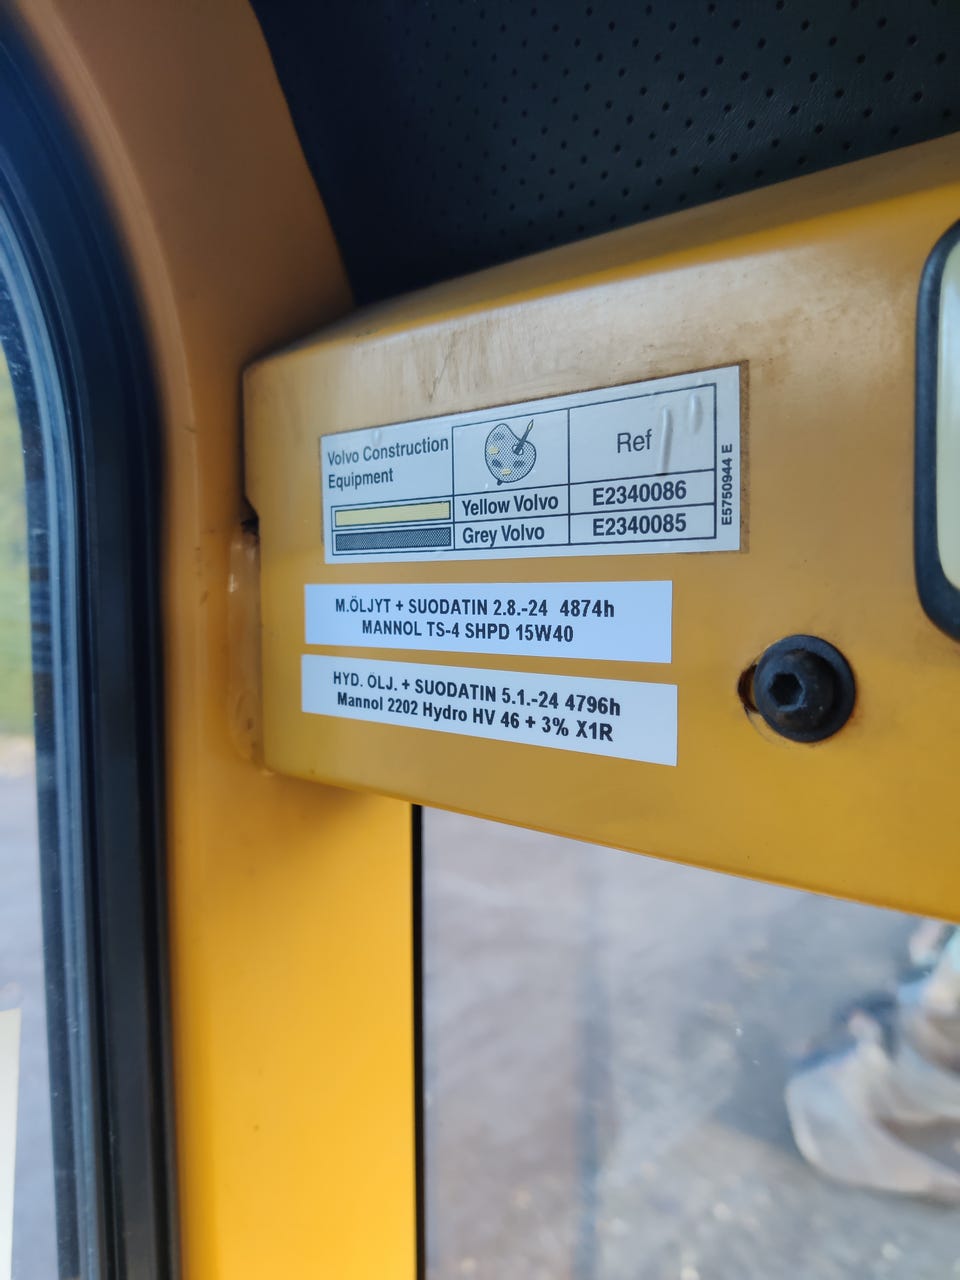 Volvo Construction
Equipment
Ref
Yellow Volvo E2340086
Grey Volvo E2340085
E5750944 E
M.ÖLJYT + SUODATIN 2.8.-24 4874h
MANNOL TS-4 SHPD 15W40
HYD. ÖLJ. + SUODATIN 5.1.-24 4796h
Mannol 2202 Hydro HV 46 + 3% X1R